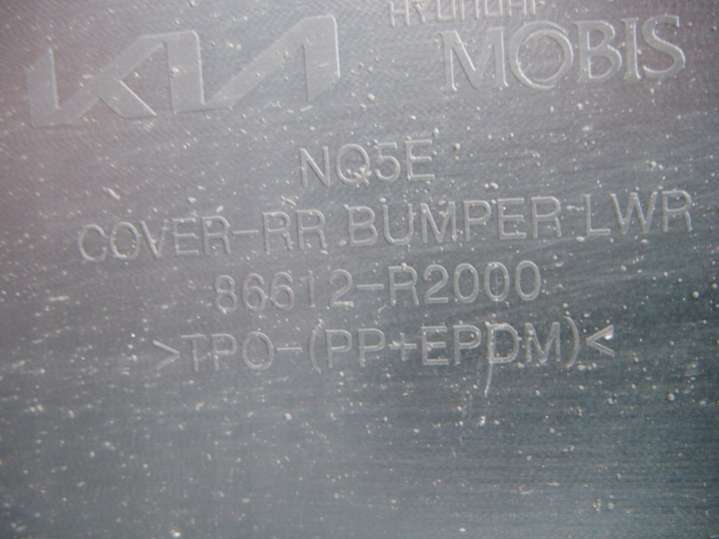 HYUNDAI
KIA MOBIS
NQ5E
COVER-RR BUMPER LWR
86612-R2000
>TPO-(PP+EPDM)<